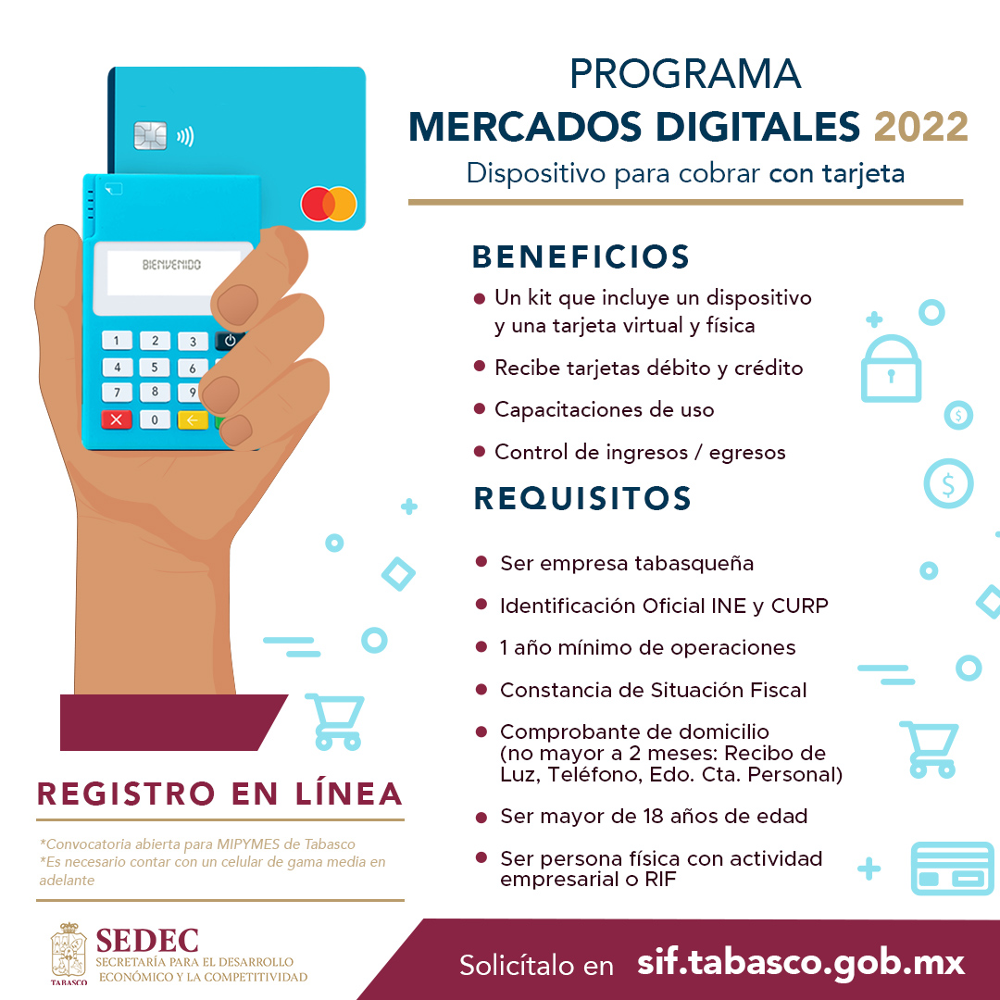 PROGRAMA
MERCADOS DIGITALES 2022
Dispositivo para cobrar con tarjeta
BIENVENIDO
1 2 3
4 5 6
7 8 9
0
BENEFICIOS
Un kit que incluye un dispositivo
y una tarjeta virtual y física
Recibe tarjetas débito y crédito
Capacitaciones de uso
Control de ingresos / egresos
REQUISITOS
Ser empresa tabasqueña
Identificación Oficial INE y CURP
1 año mínimo de operaciones
Constancia de Situación Fiscal
Comprobante de domicilio
(no mayor a 2 meses: Recibo de
Luz, Teléfono, Edo. Cta. Personal)
Ser mayor de 18 años de edad
Ser persona física con actividad
empresarial o RIF
REGISTRO EN LÍNEA
*Convocatoria abierta para MIPYMES de Tabasco
*Es necesario contar con un celular de gama media en
adelante
TABASCO
SEDEC
SECRETARÍA PARA EL DESARROLLO
ECONÓMICO Y LA COMPETITIVIDAD
Solicítalo en sif.tabasco.gob.mx